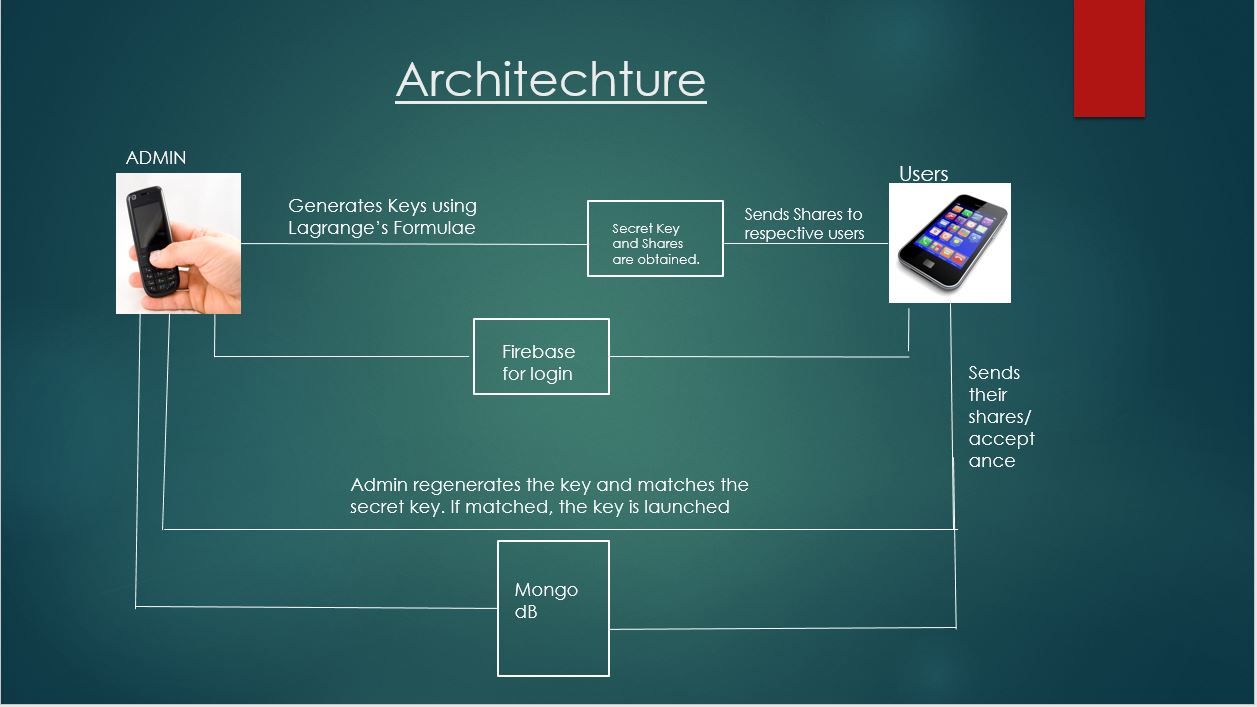 Architechture
ADMIN
Users
Generates Keys using
Lagrange's Formulae
Secret Key
and Shares
are obtained.
Sends Shares to
respective users
Firebase
for login
Sends
their
shares/
accept
ance
Admin regenerates the key and matches the
secret key. If matched, the key is launched
Mongo
dB